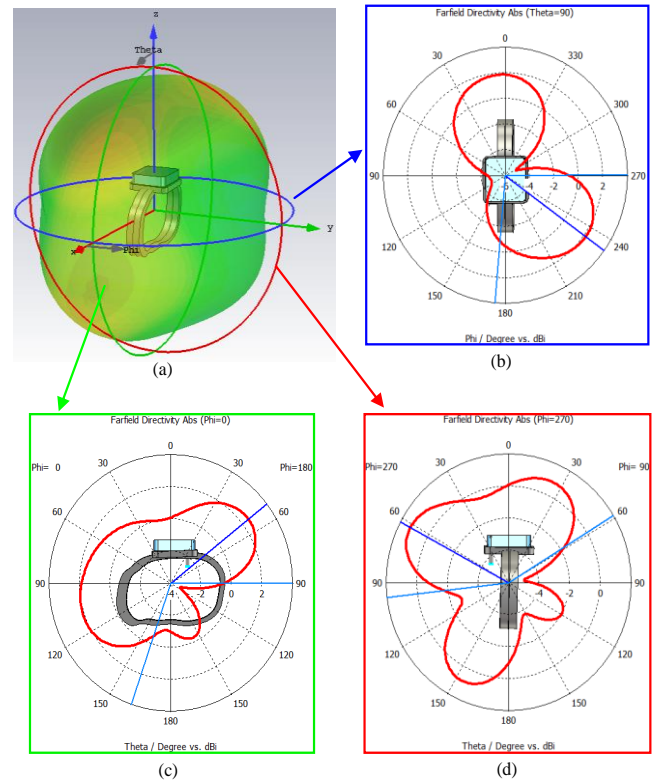 z
Theta
y
x
Phi
(a)
Farfield Directivity Abs (Theta=90)
0
30
330
60
300
90
-6
-4
-2
0
270
120
240
150
210
180
Phi / Degree vs. dBi
(b)
Farfield Directivity Abs (Phi=0)
0
Phi= 0
30
30
Phi=180
60
60
90
-4
-2
0
2
90
120
120
150
150
180
Theta / Degree vs. dBi
(c)
Farfield Directivity Abs (Phi=270)
0
Phi=270
30
30
Phi= 90
60
60
90
-4
-2
0
90
120
120
150
150
180
Theta / Degree vs. dBi
(d)